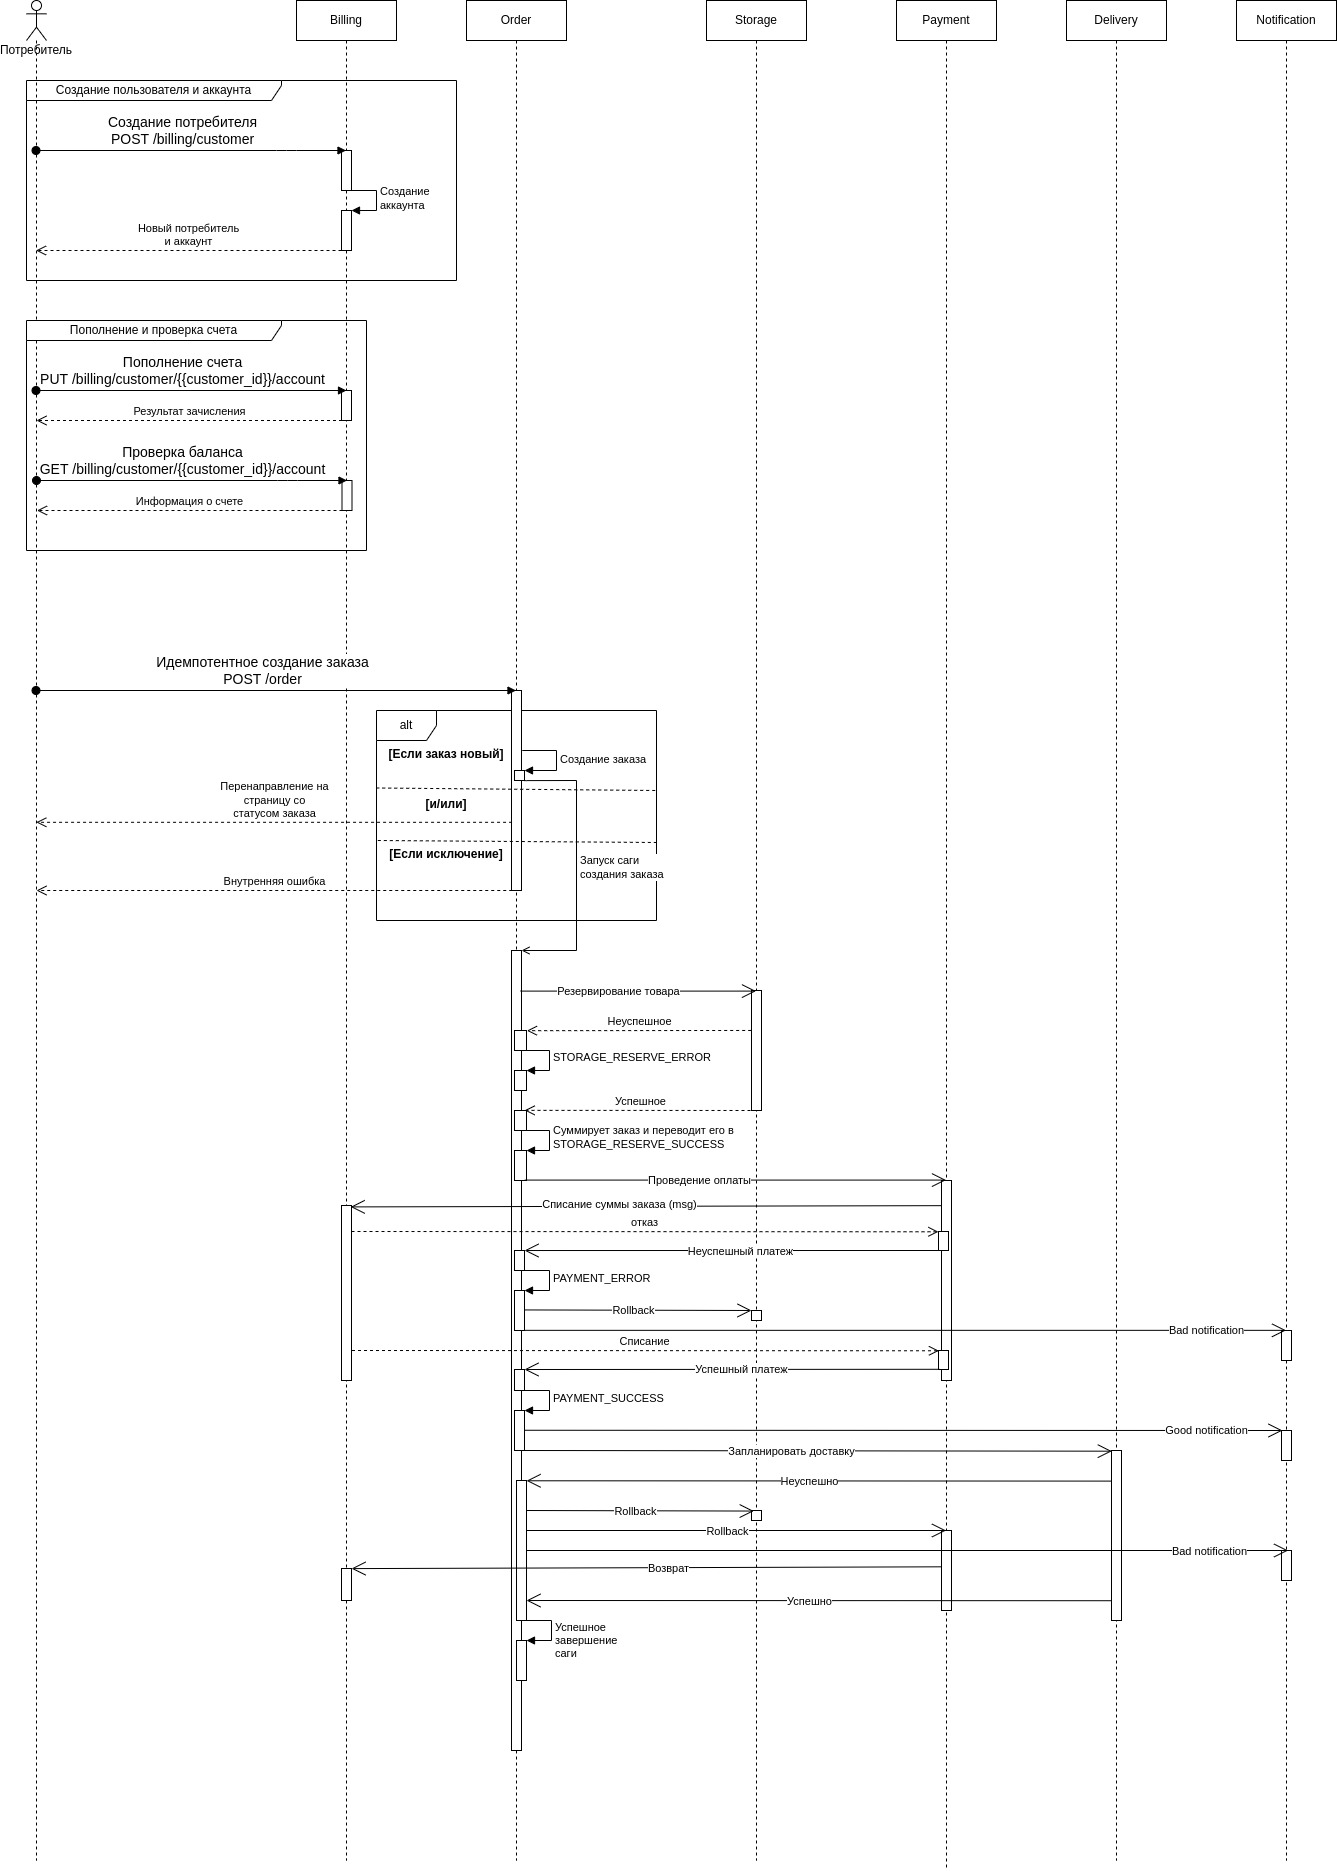 Потребитель
Billing
Order
Storage
Payment
Delivery
Notification
Создание пользователя и аккаунта
Создание потребителя
POST /billing/customer
Создание
аккаунта
Новый потребитель
и аккаунт
Пополнение и проверка счета
Пополнение счета
PUT /billing/customer/{{customer_id}}/account
Результат зачисления
Проверка баланса
GET /billing/customer/{{customer_id}}/account
Информация о счете
Идемпотентное создание заказа
POST /order
alt
[Если заказ новый]
Создание заказа
Перенаправление на
страницу со
статусом заказа
[и/или]
[Если исключение]
Запуск саги
создания заказа
Внутренняя ошибка
Резервирование товара
Неуспешное
STORAGE_RESERVE_ERROR
Успешное
Суммирует заказ и переводит его в
STORAGE_RESERVE_SUCCESS
Проведение оплаты
Списание суммы заказа (msg)
отказ
Неуспешный платеж
PAYMENT_ERROR
Rollback
Bad notification
Списание
Успешный платеж
PAYMENT_SUCCESS
Good notification
Запланировать доставку
Неуспешно
Rollback
Rollback
Bad notification
Возврат
Успешно
Успешное
завершение
саги